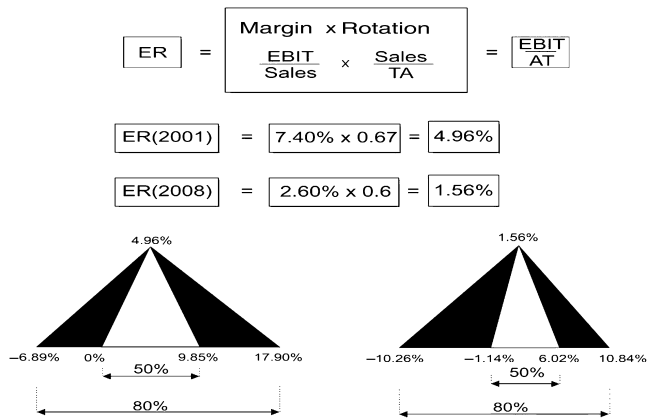 Margin x Rotation
ER = EBIT/Sales x Sales/TA = EBIT/AT
ER(2001) = 7.40% x 0.67 = 4.96%
ER(2008) = 2.60% x 0.6 = 1.56%
4.96%
−6.89% 0% 9.85% 17.90%
50%
80%
1.56%
−10.26% −1.14% 6.02% 10.84%
50%
80%